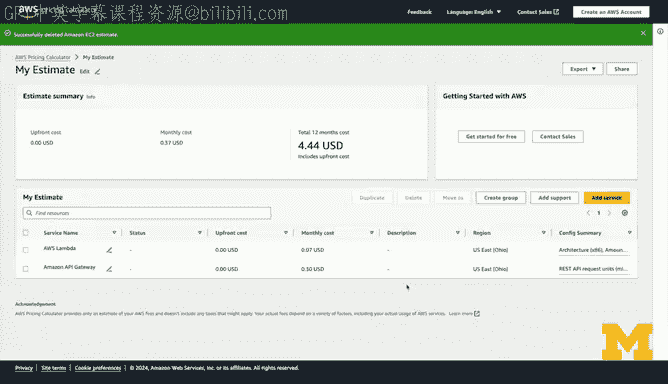 GPT中英字幕课程资源@bilibili.com
aws
Feedback Language: English Contact Sales Create an AWS Account
Successfully deleted Amazon EC2 estimate.
AWS Pricing Calculator > My Estimate
My Estimate Edit
Export Share
Estimate summary Info
Getting Started with AWS
Upfront cost Monthly cost Total 12 months cost
0.00 USD 0.37 USD 4.44 USD
Includes upfront cost
Get started for free Contact Sales
My Estimate
Duplicate Delete Move to Create group Add support Add service
Find resources
1
Service Name Status Upfront cost Monthly cost Description Region Config Summary
AWS Lambda - 0.00 USD 0.07 USD - US East (Ohio) Architecture (x86), Amoun...
Amazon API Gateway - 0.00 USD 0.30 USD - US East (Ohio) REST API request units (mi...
Acknowledgement
AWS Pricing Calculator provides only an estimate of your AWS fees and doesn't include any taxes that might apply. Your actual fees depend on a variety of factors, including your actual usage of AWS services. Learn more
M
Privacy | Site terms | Cookie preferences | © 2024, Amazon Web Services, Inc. or its affiliates. All rights reserved.